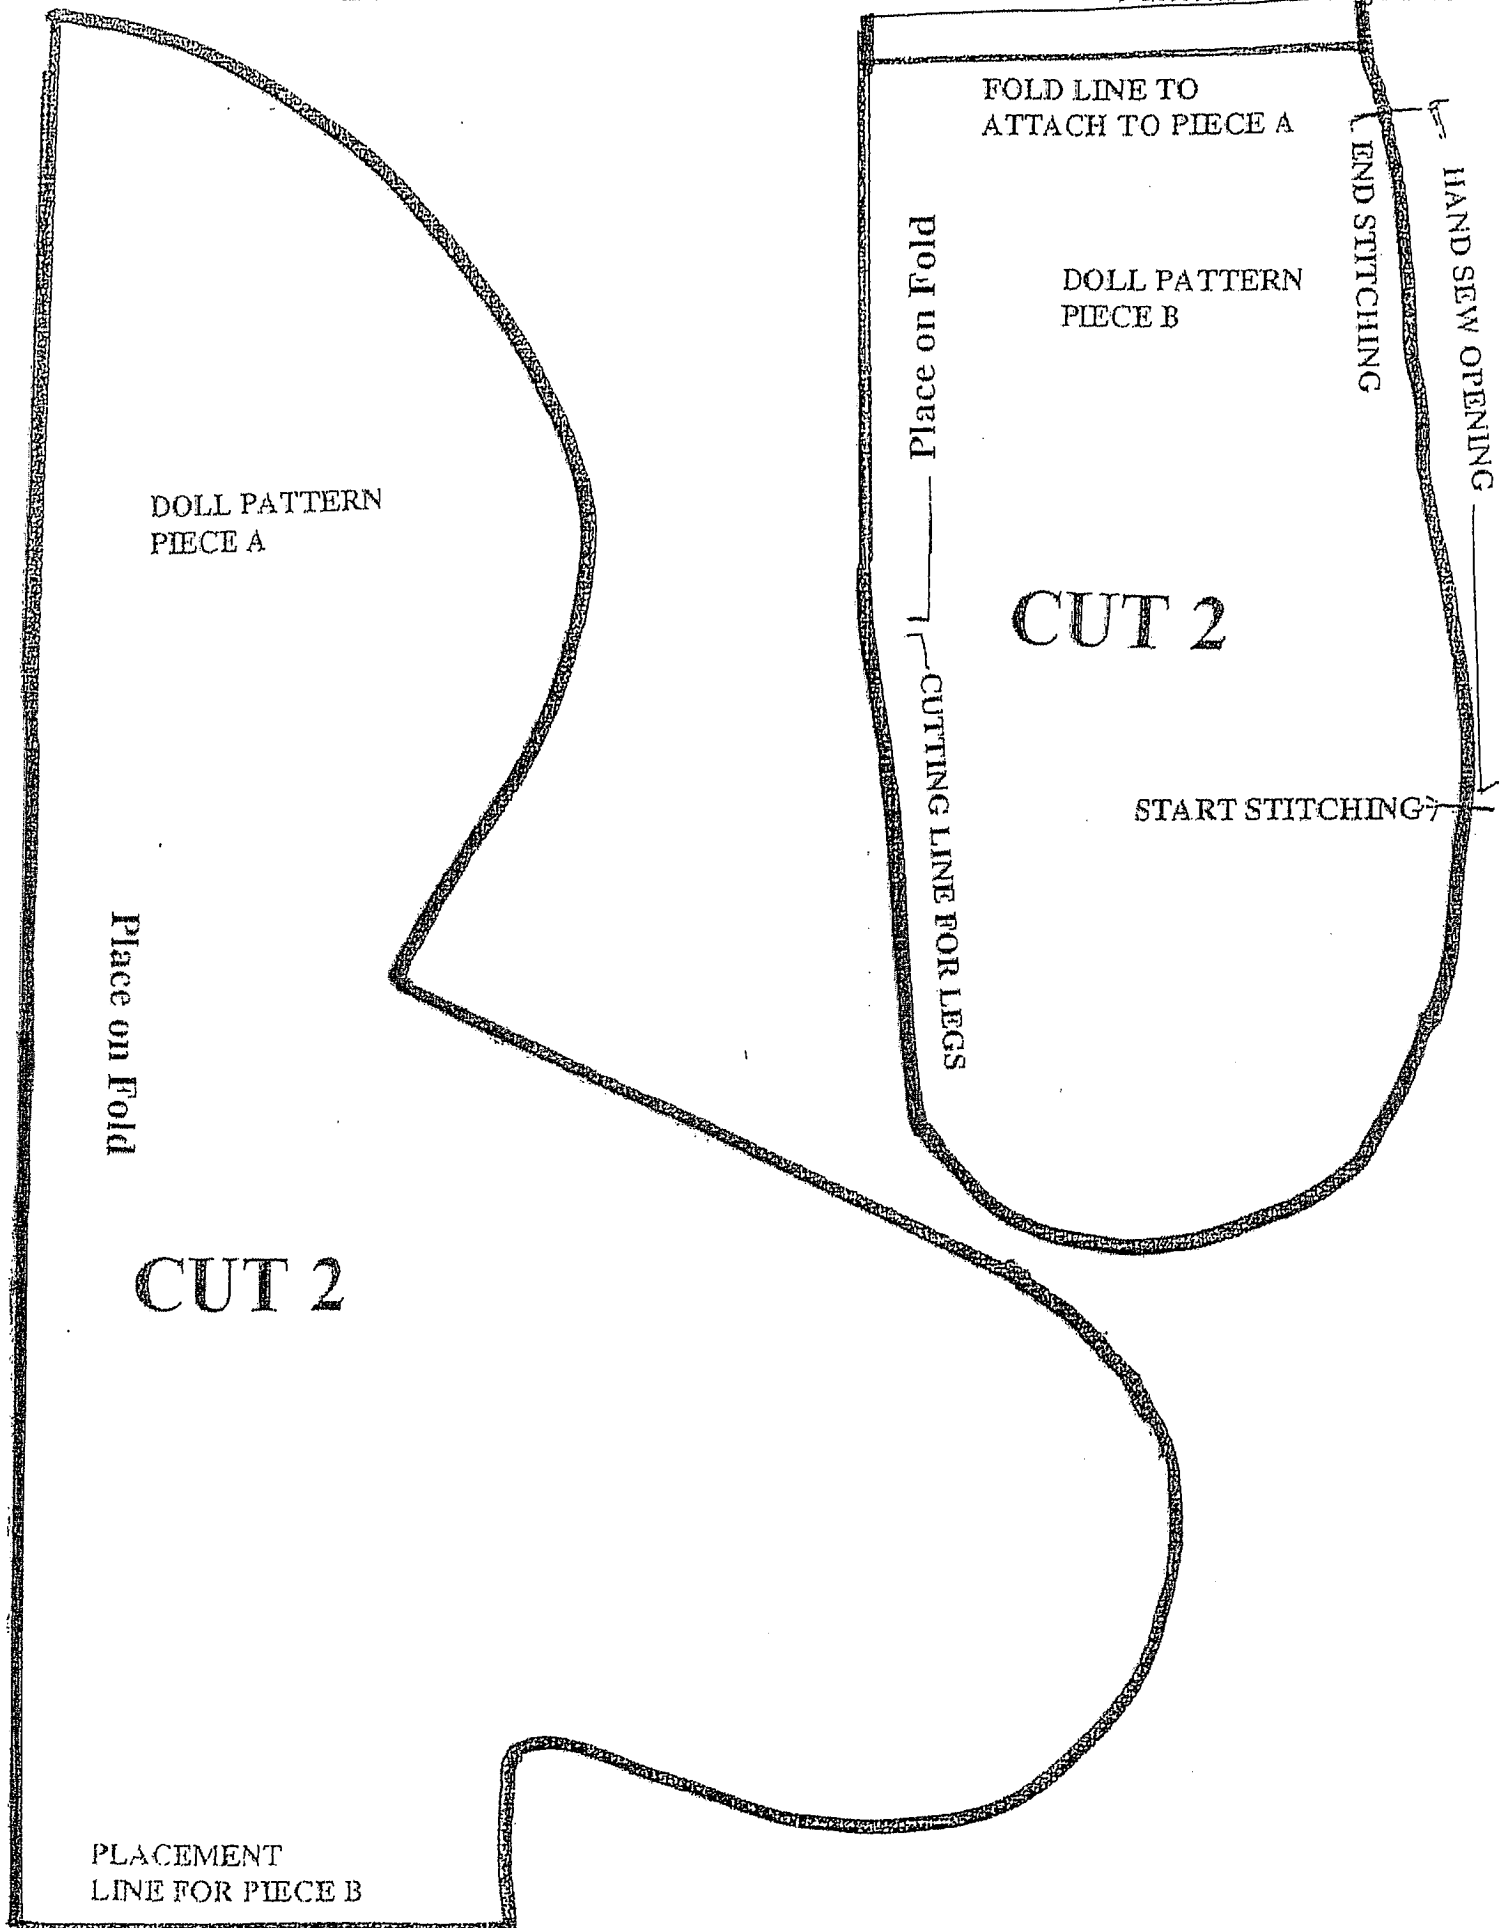 DOLL PATTERN
PIECE A
Place on Fold
CUT 2
PLACEMENT
LINE FOR PIECE B
FOLD LINE TO
ATTACH TO PIECE A
END STITCHING
HAND SEW OPENING
Place on Fold
DOLL PATTERN
PIECE B
CUT 2
CUTTING LINE FOR LEGS
START STITCHING